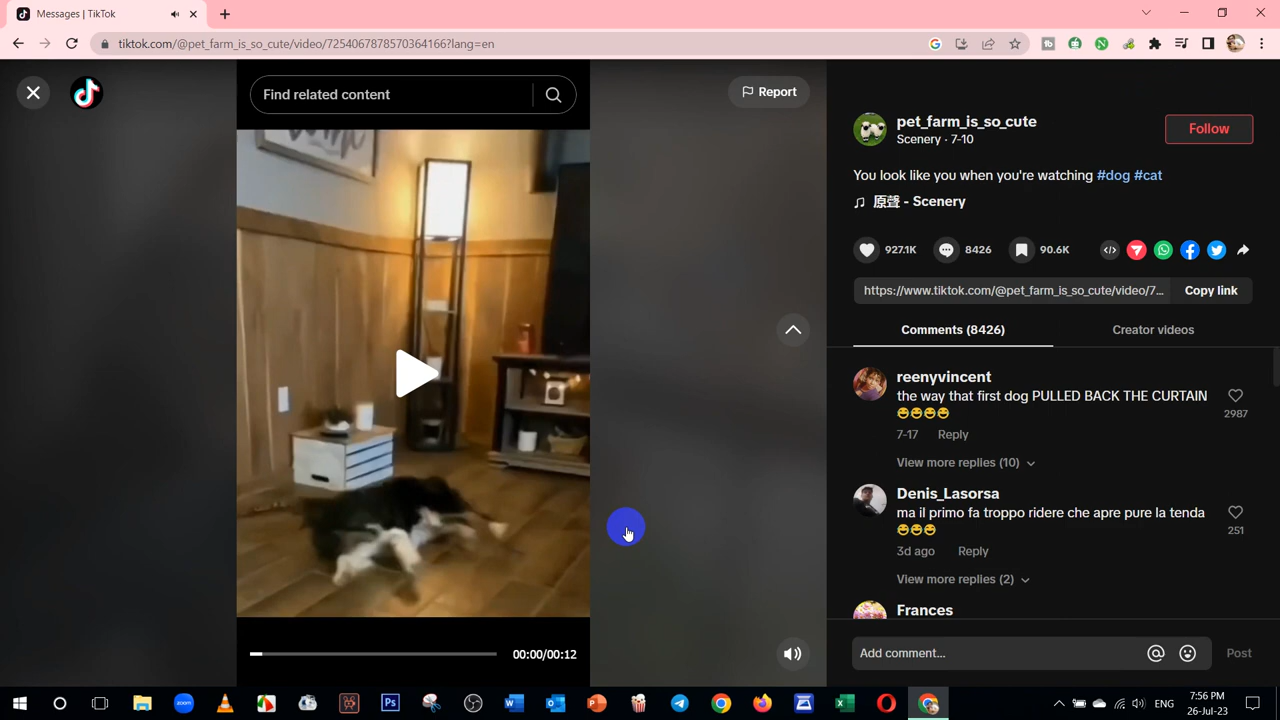 Messages | TikTok
tiktok.com/@pet_farm_is_so_cute/video/7254067878570364166?lang=en
Find related content
Report
pet_farm_is_so_cute
Scenery · 7-10
Follow
You look like you when you're watching #dog #cat
原聲 - Scenery
927.1K
8426
90.6K
https://www.tiktok.com/@pet_farm_is_so_cute/video/7...
Copy link
Comments (8426)
Creator videos
reenyvincent
the way that first dog PULLED BACK THE CURTAIN
😂😂😂😂
2987
7-17 Reply
View more replies (10)
Denis_Lasorsa
ma il primo fa troppo ridere che apre pure la tenda
😂😂😂
251
3d ago Reply
View more replies (2)
Frances
00:00/00:12
Add comment...
Post
ENG
7:56 PM
26-Jul-23